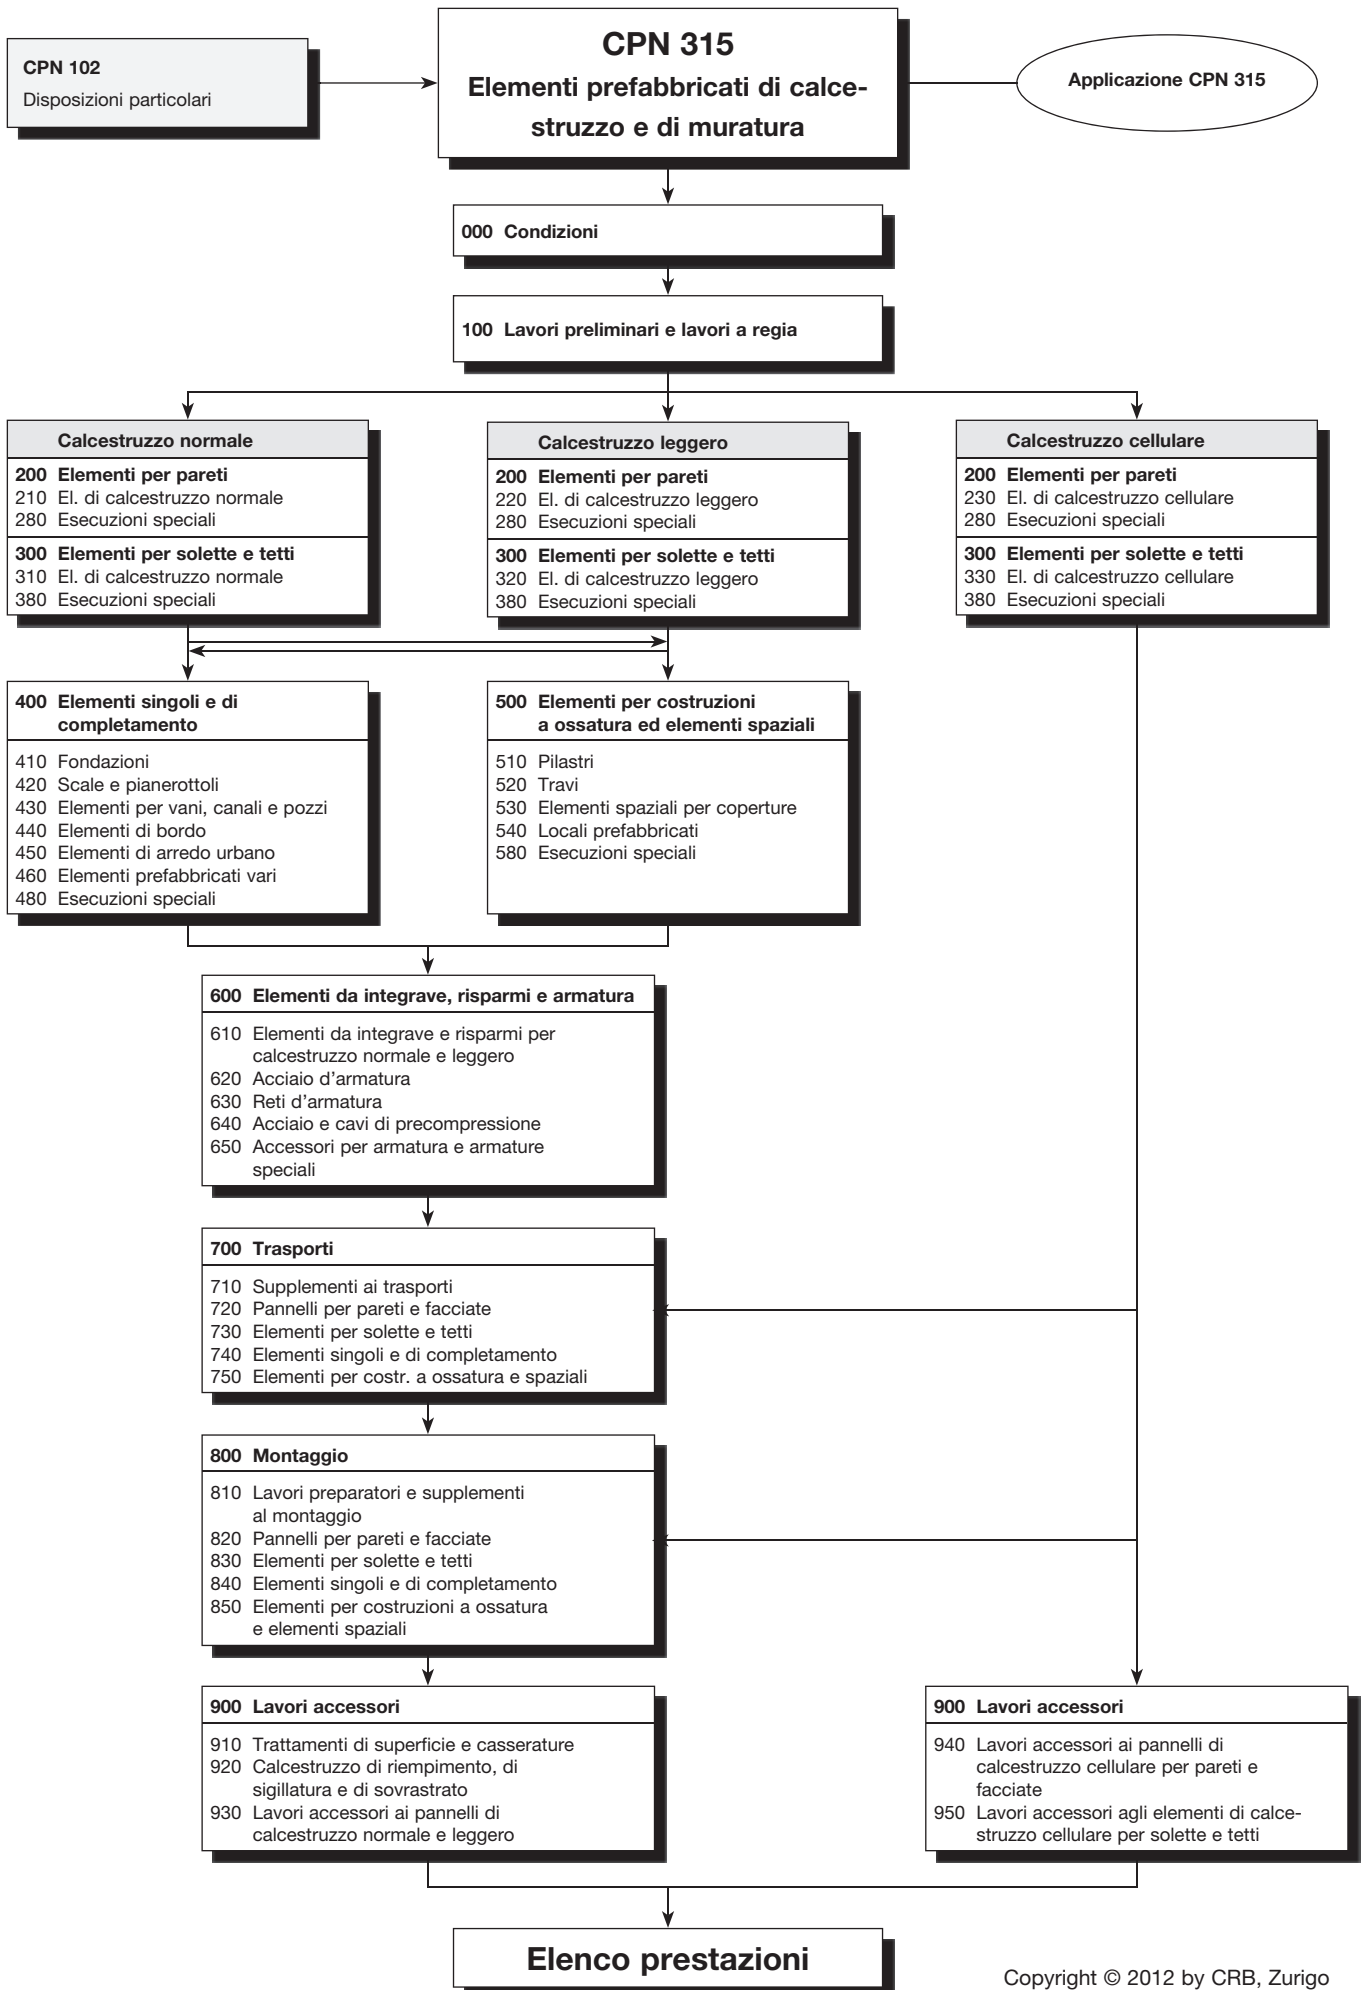 CPN 102
Disposizioni particolari
CPN 315
Elementi prefabbricati di calce-
struzzo e di muratura
Applicazione CPN 315
000 Condizioni
100 Lavori preliminari e lavori a regia
Calcestruzzo normale
200 Elementi per pareti
210 El. di calcestruzzo normale
280 Esecuzioni speciali
300 Elementi per solette e tetti
310 El. di calcestruzzo normale
380 Esecuzioni speciali
Calcestruzzo leggero
200 Elementi per pareti
220 El. di calcestruzzo leggero
280 Esecuzioni speciali
300 Elementi per solette e tetti
320 El. di calcestruzzo leggero
380 Esecuzioni speciali
Calcestruzzo cellulare
200 Elementi per pareti
230 El. di calcestruzzo cellulare
280 Esecuzioni speciali
300 Elementi per solette e tetti
330 El. di calcestruzzo cellulare
380 Esecuzioni speciali
400 Elementi singoli e di
completamento
410 Fondazioni
420 Scale e pianerottoli
430 Elementi per vani, canali e pozzi
440 Elementi di bordo
450 Elementi di arredo urbano
460 Elementi prefabbricati vari
480 Esecuzioni speciali
500 Elementi per costruzioni
a ossatura ed elementi spaziali
510 Pilastri
520 Travi
530 Elementi spaziali per coperture
540 Locali prefabbricati
580 Esecuzioni speciali
600 Elementi da integrave, risparmi e armatura
610 Elementi da integrave e risparmi per
calcestruzzo normale e leggero
620 Acciaio d'armatura
630 Reti d'armatura
640 Acciaio e cavi di precompressione
650 Accessori per armatura e armature
speciali
700 Trasporti
710 Supplementi ai trasporti
720 Pannelli per pareti e facciate
730 Elementi per solette e tetti
740 Elementi singoli e di completamento
750 Elementi per costr. a ossatura e spaziali
800 Montaggio
810 Lavori preparatori e supplementi
al montaggio
820 Pannelli per pareti e facciate
830 Elementi per solette e tetti
840 Elementi singoli e di completamento
850 Elementi per costruzioni a ossatura
e elementi spaziali
900 Lavori accessori
910 Trattamenti di superficie e casserature
920 Calcestruzzo di riempimento, di
sigillatura e di sovrastrato
930 Lavori accessori ai pannelli di
calcestruzzo normale e leggero
900 Lavori accessori
940 Lavori accessori ai pannelli di
calcestruzzo cellulare per pareti e
facciate
950 Lavori accessori agli elementi di calce-
struzzo cellulare per solette e tetti
Elenco prestazioni
Copyright © 2012 by CRB, Zurigo